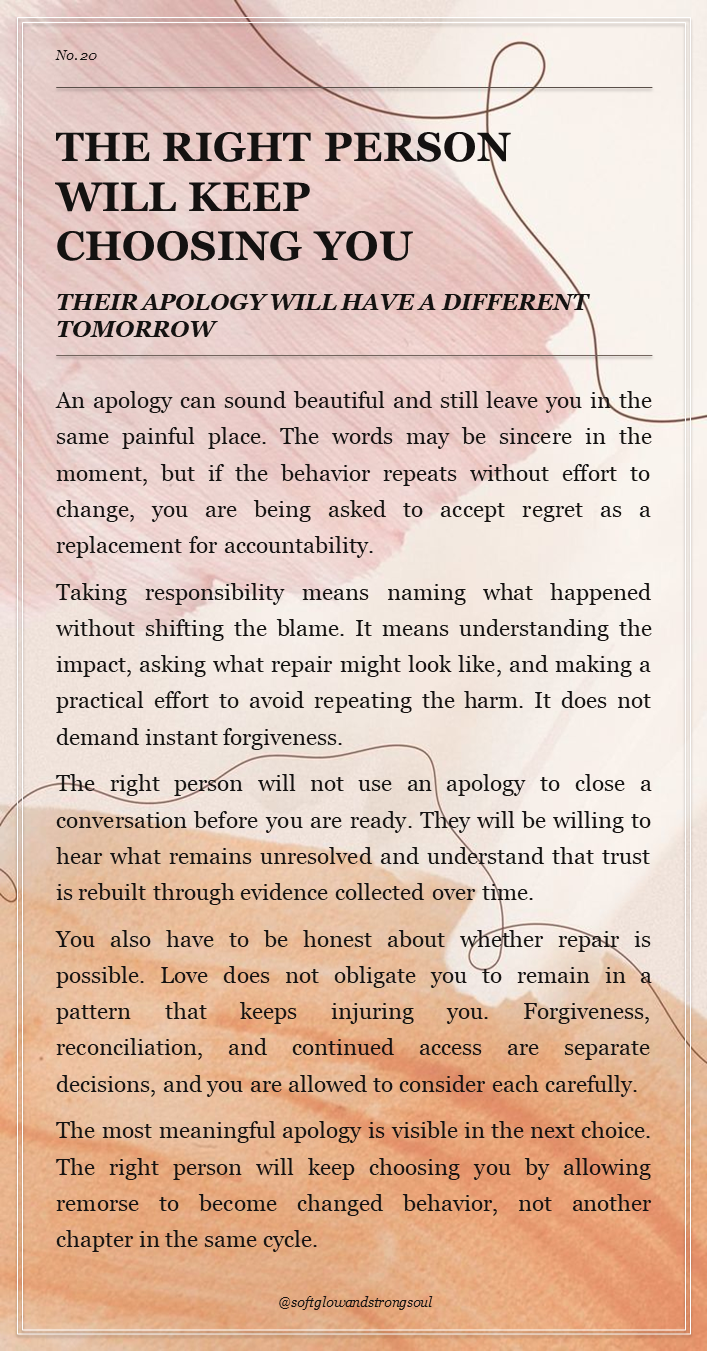 No.20
THE RIGHT PERSON
WILL KEEP
CHOOSING YOU
THEIR APOLOGY WILL HAVE A DIFFERENT
TOMORROW
An apology can sound beautiful and still leave you in the
same painful place. The words may be sincere in the
moment, but if the behavior repeats without effort to
change, you are being asked to accept regret as a
replacement for accountability.
Taking responsibility means naming what happened
without shifting the blame. It means understanding the
impact, asking what repair might look like, and making a
practical effort to avoid repeating the harm. It does not
demand instant forgiveness.
The right person will not use an apology to close a
conversation before you are ready. They will be willing to
hear what remains unresolved and understand that trust
is rebuilt through evidence collected over time.
You also have to be honest about whether repair is
possible. Love does not obligate you to remain in a
pattern that keeps injuring you. Forgiveness,
reconciliation, and continued access are separate
decisions, and you are allowed to consider each carefully.
The most meaningful apology is visible in the next choice.
The right person will keep choosing you by allowing
remorse to become changed behavior, not another
chapter in the same cycle.
@softglowandstrongsoul